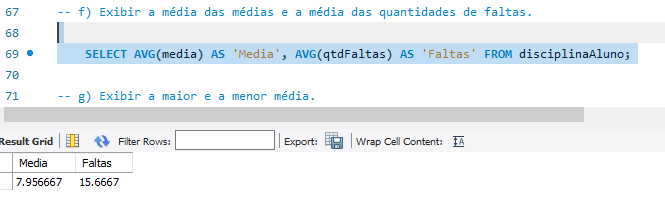 67 -- f) Exibir a média das médias e a média das quantidades de faltas.
68
69 SELECT AVG(media) AS 'Media', AVG(qtdFaltas) AS 'Faltas' FROM disciplinaAluno;
70
71 -- g) Exibir a maior e a menor média.
Result Grid Filter Rows: Export: Wrap Cell Content: IA
Media Faltas
7.956667 15.6667